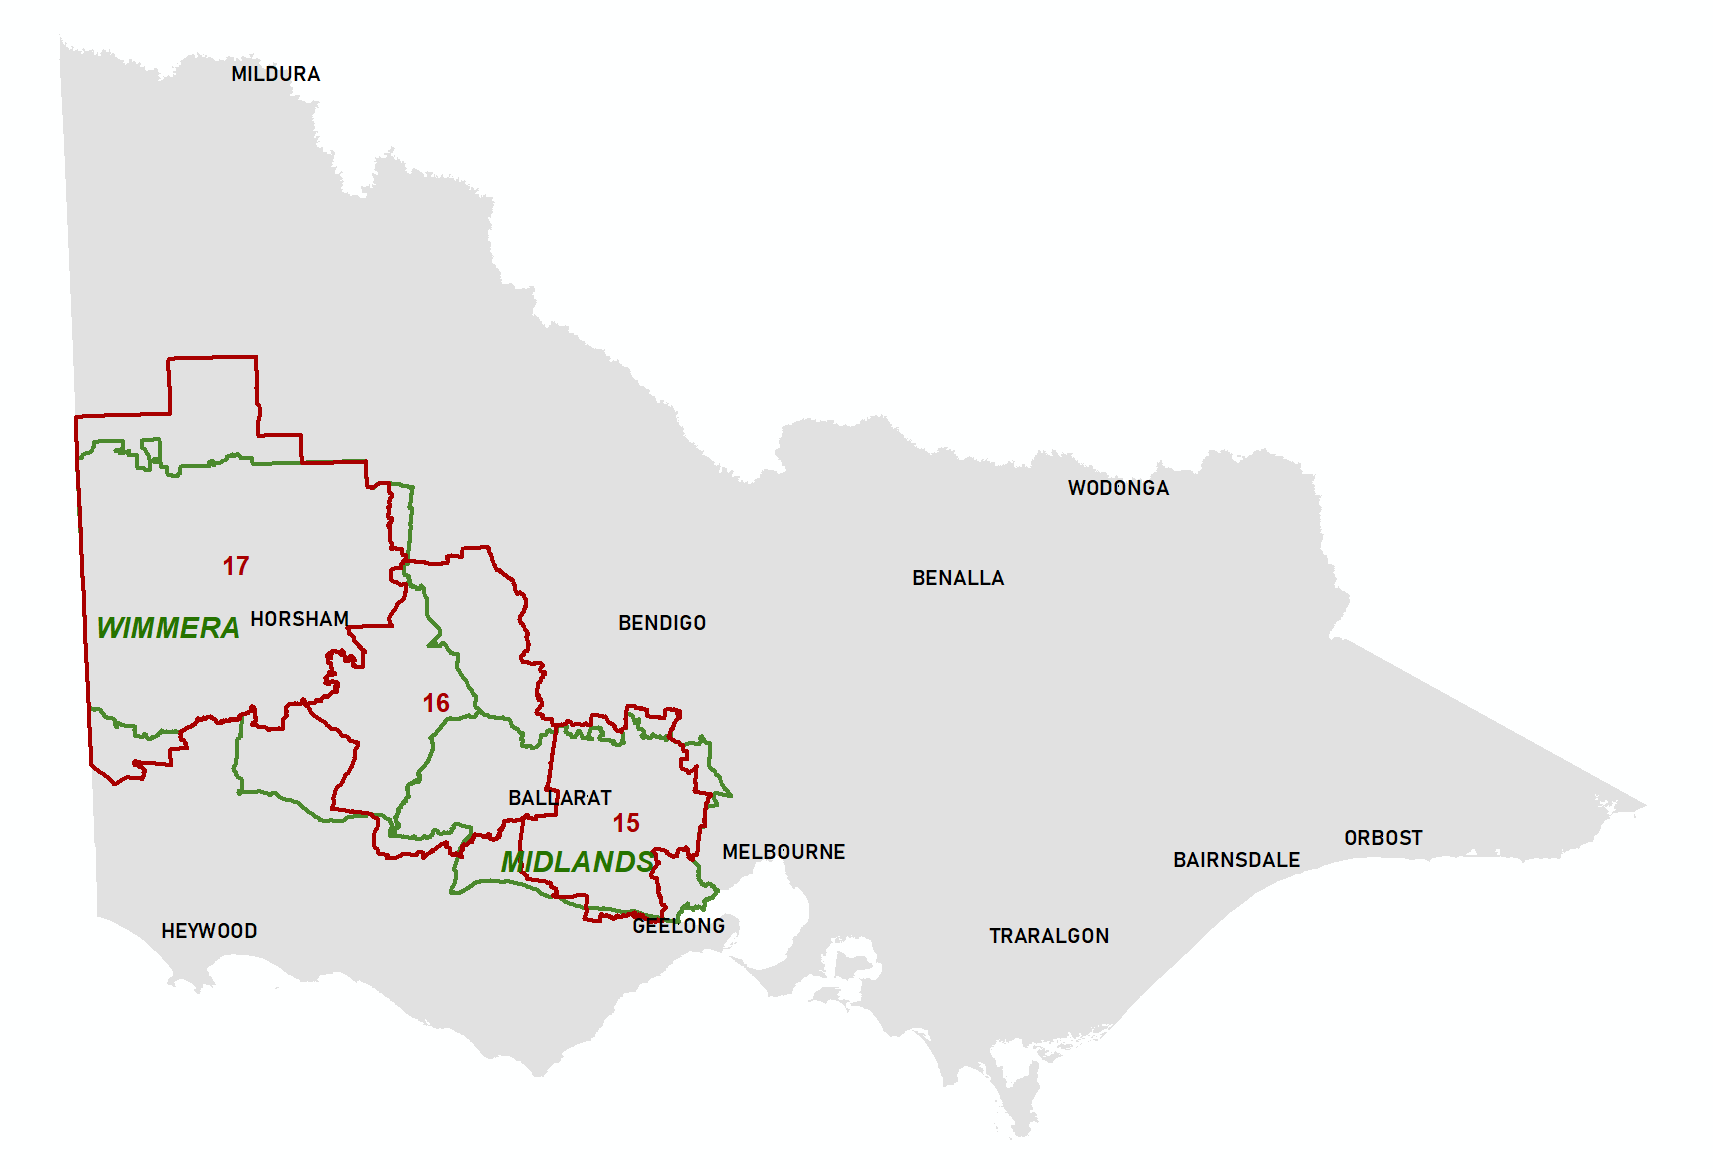 MILDURA
WODONGA
17
BENALLA
HORSHAM
BENDIGO
WIMMERA
16
BALLARAT
15
ORBOST
MELBOURNE
MIDLANDS
BAIRNSDALE
GEELONG
HEYWOOD
TRARALGON